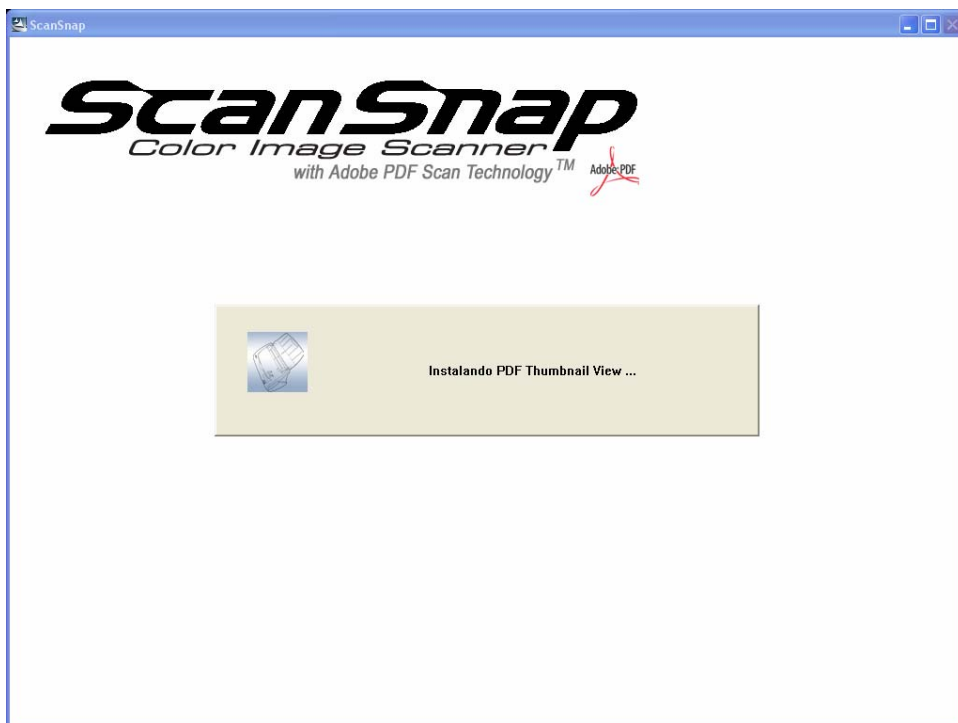 ScanSnap
ScanSnap
Color Image Scanner
with Adobe PDF Scan Technology TM
Adobe PDF
Instalando PDF Thumbnail View ...